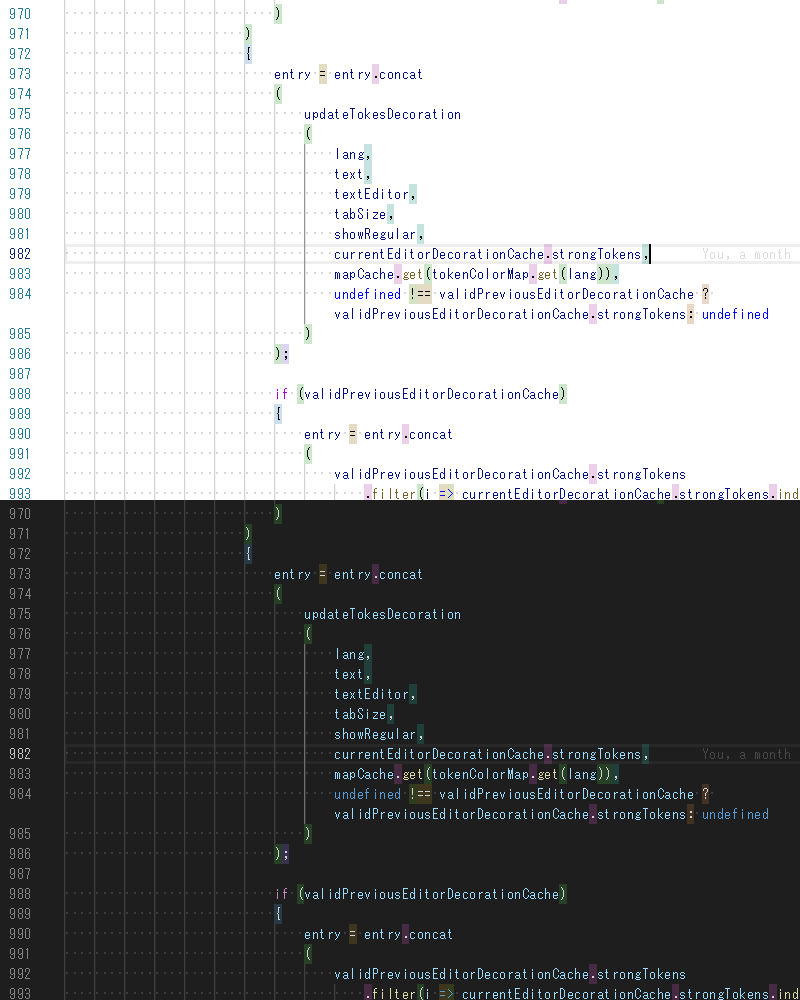 970 )
971 )
972 {
973 entry = entry.concat
974 (
975 updateTokesDecoration
976 (
977 lang,
978 text,
979 textEditor,
980 tabSize,
981 showRegular,
982 currentEditorDecorationCache.strongTokens, You, a month
983 mapCache.get(tokenColorMap.get(lang)),
984 undefined !== validPreviousEditorDecorationCache ?
validPreviousEditorDecorationCache.strongTokens: undefined
985 )
986 );
987
988 if (validPreviousEditorDecorationCache)
989 {
990 entry = entry.concat
991 (
992 validPreviousEditorDecorationCache.strongTokens
993 .filter(i => currentEditorDecorationCache.strongTokens.ind
970 )
971 )
972 {
973 entry = entry.concat
974 (
975 updateTokesDecoration
976 (
977 lang,
978 text,
979 textEditor,
980 tabSize,
981 showRegular,
982 currentEditorDecorationCache.strongTokens, You, a month
983 mapCache.get(tokenColorMap.get(lang)),
984 undefined !== validPreviousEditorDecorationCache ?
validPreviousEditorDecorationCache.strongTokens: undefined
985 )
986 );
987
988 if (validPreviousEditorDecorationCache)
989 {
990 entry = entry.concat
991 (
992 validPreviousEditorDecorationCache.strongTokens
993 .filter(i => currentEditorDecorationCache.strongTokens.ind